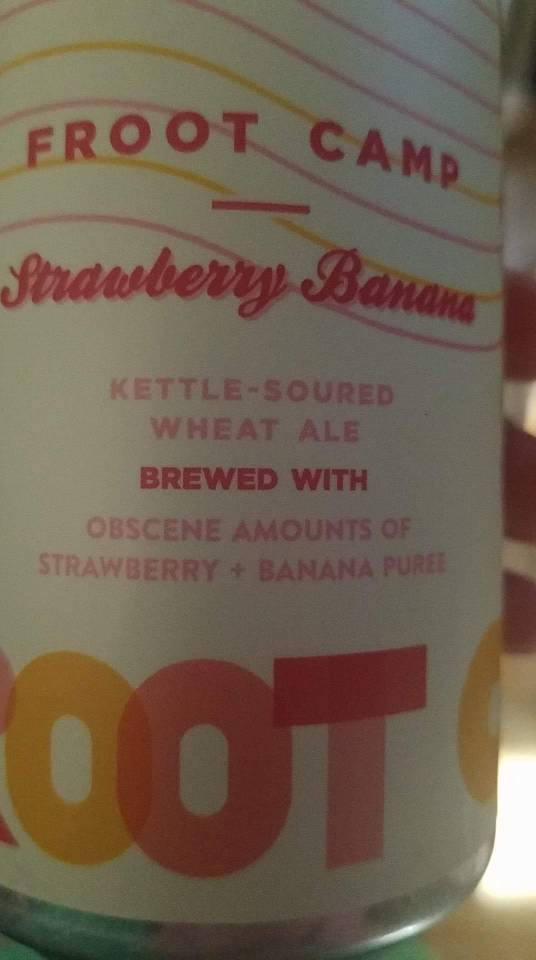 FROOT CAMP
Strawberry Banana
KETTLE-SOURED
WHEAT ALE
BREWED WITH
OBSCENE AMOUNTS OF
STRAWBERRY + BANANA PUREE
ROOT